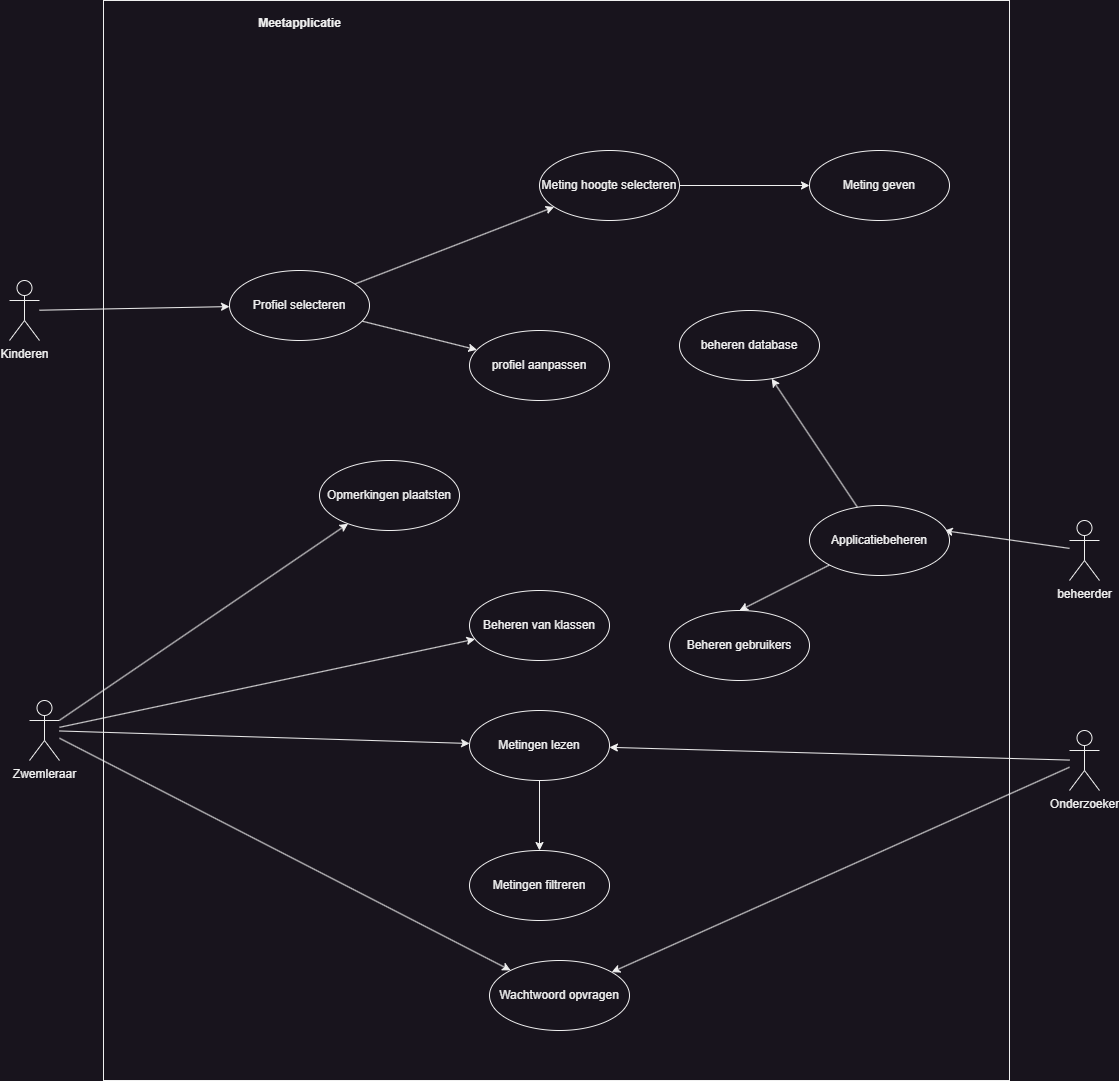 Meetapplicatie
Meting hoogte selecteren
Meting geven
Profiel selecteren
Kinderen
beheren database
profiel aanpassen
Opmerkingen plaatsten
Applicatiebeheren
beheerder
Beheren van klassen
Beheren gebruikers
Metingen lezen
Zwemleraar
Onderzoeker
Metingen filtreren
Wachtwoord opvragen